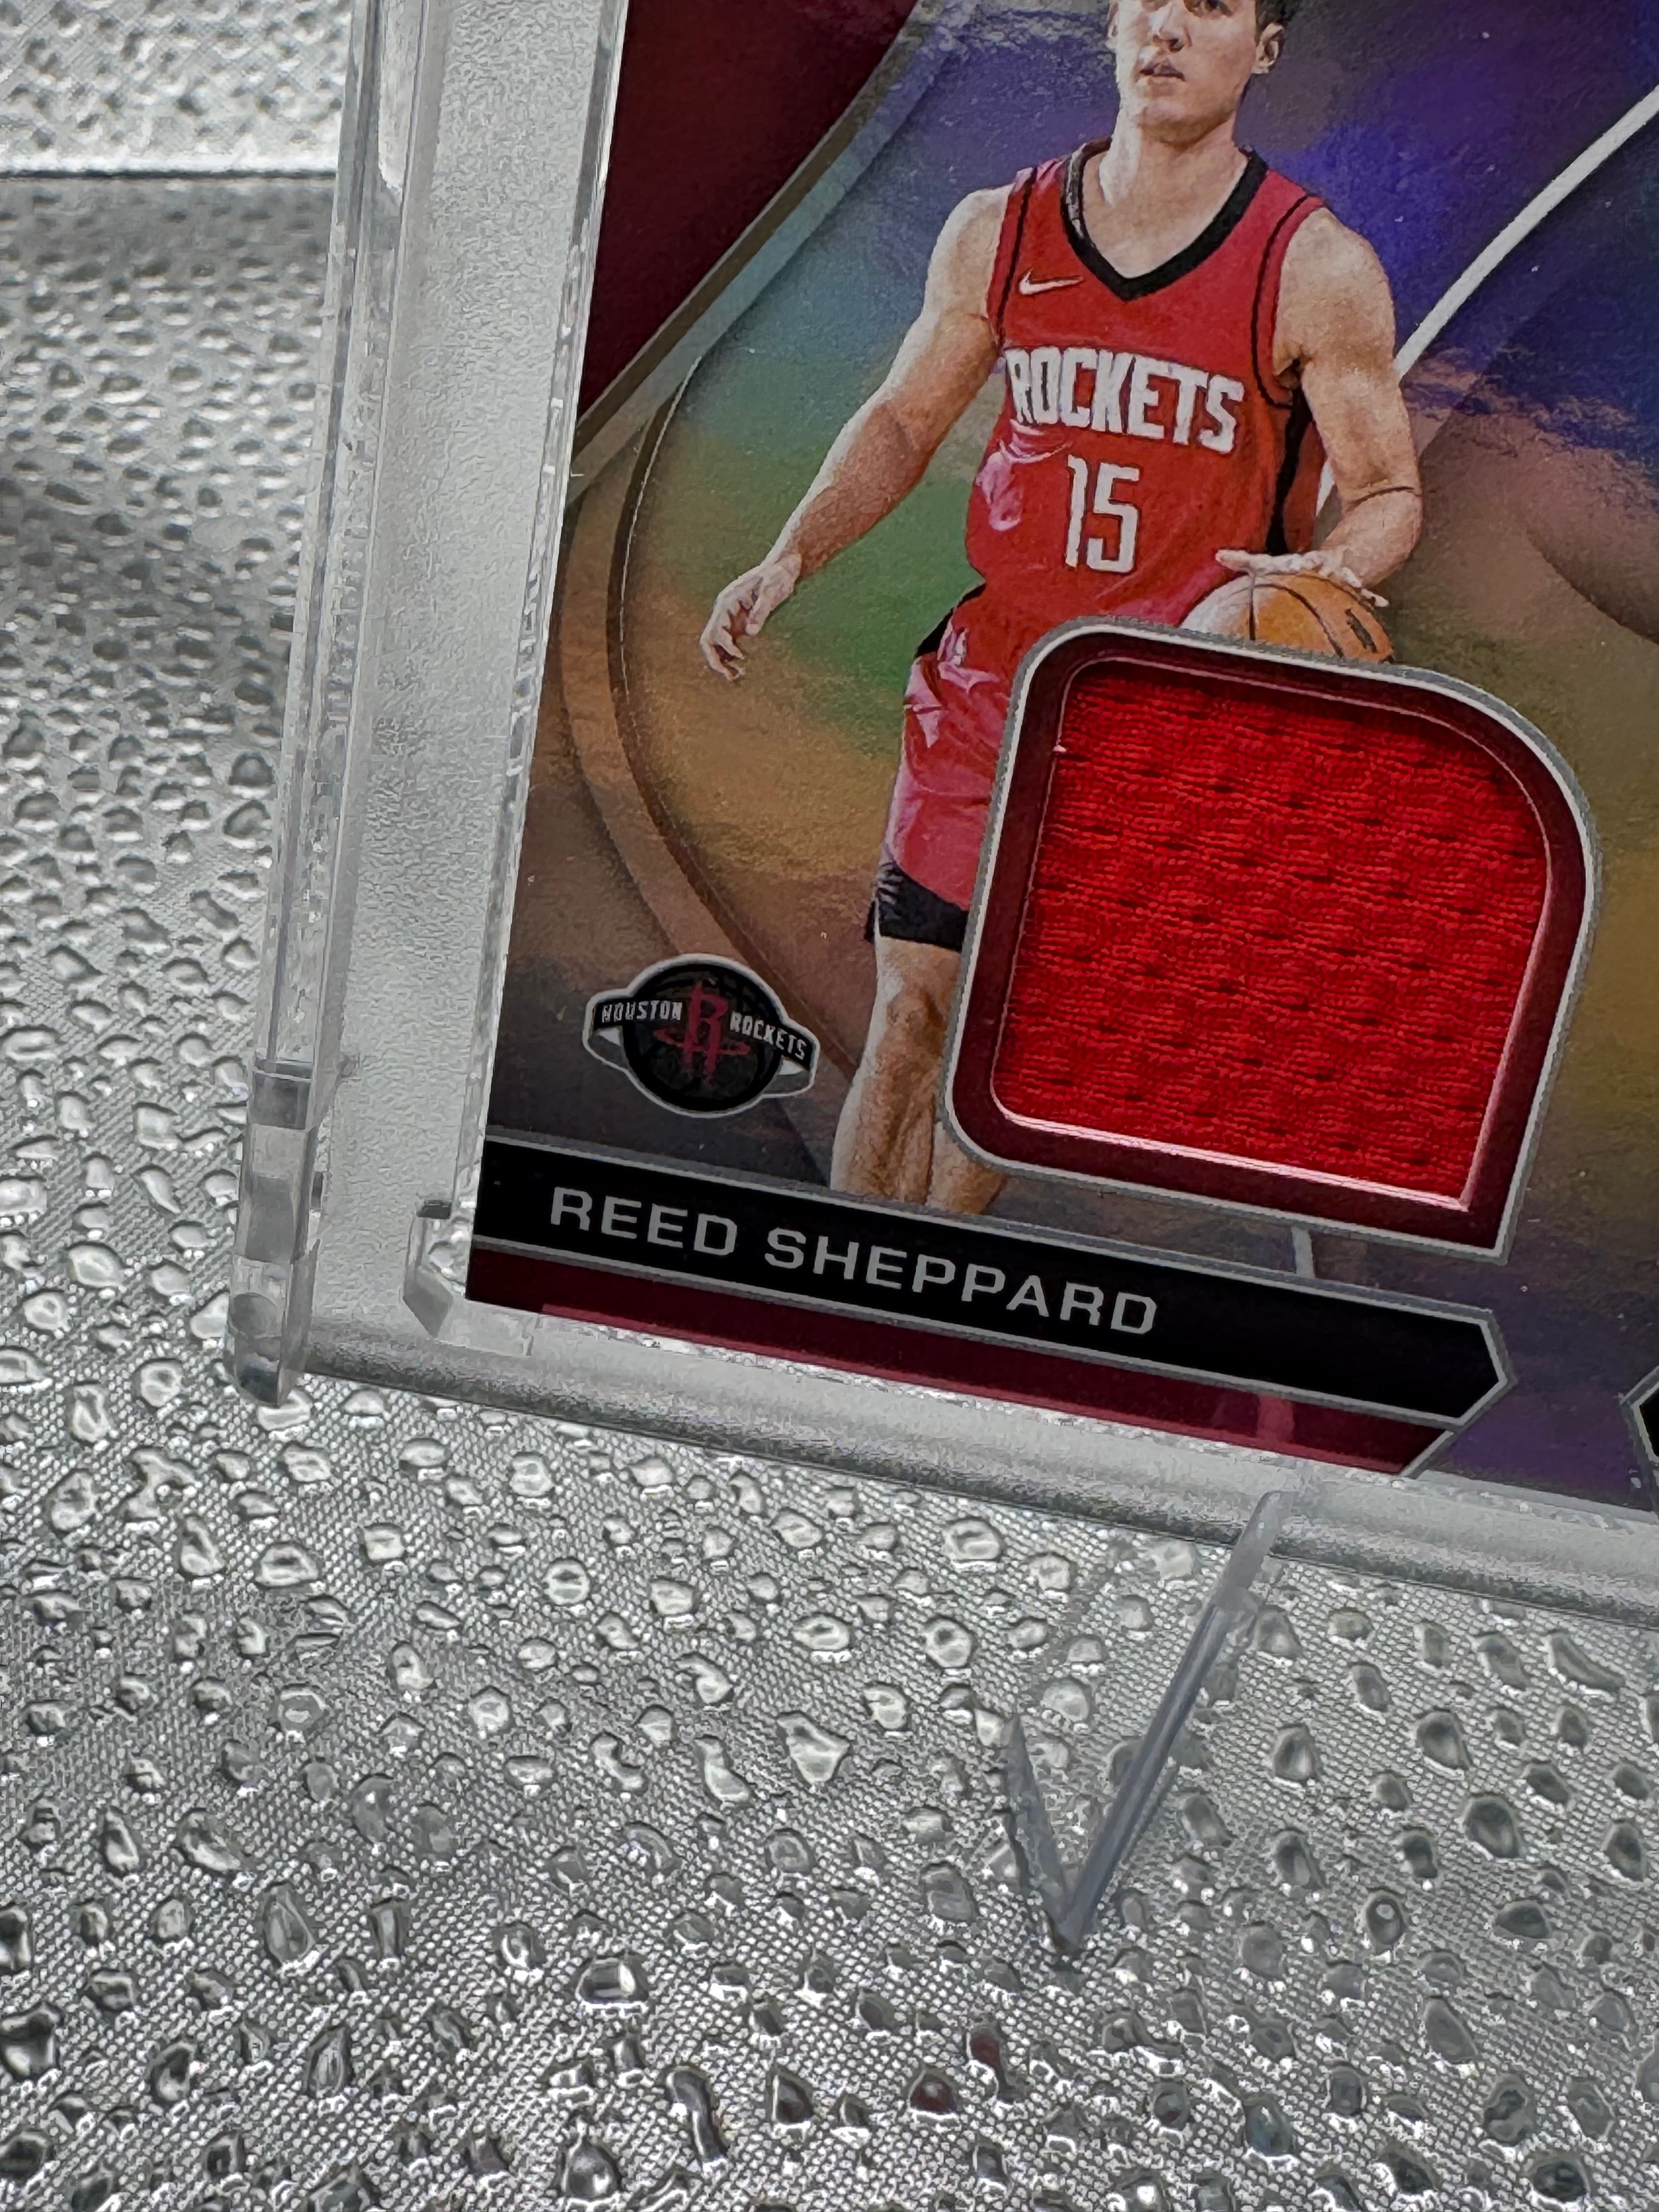 ROCKETS
15
HOUSTON ROCKETS
REED SHEPPARD